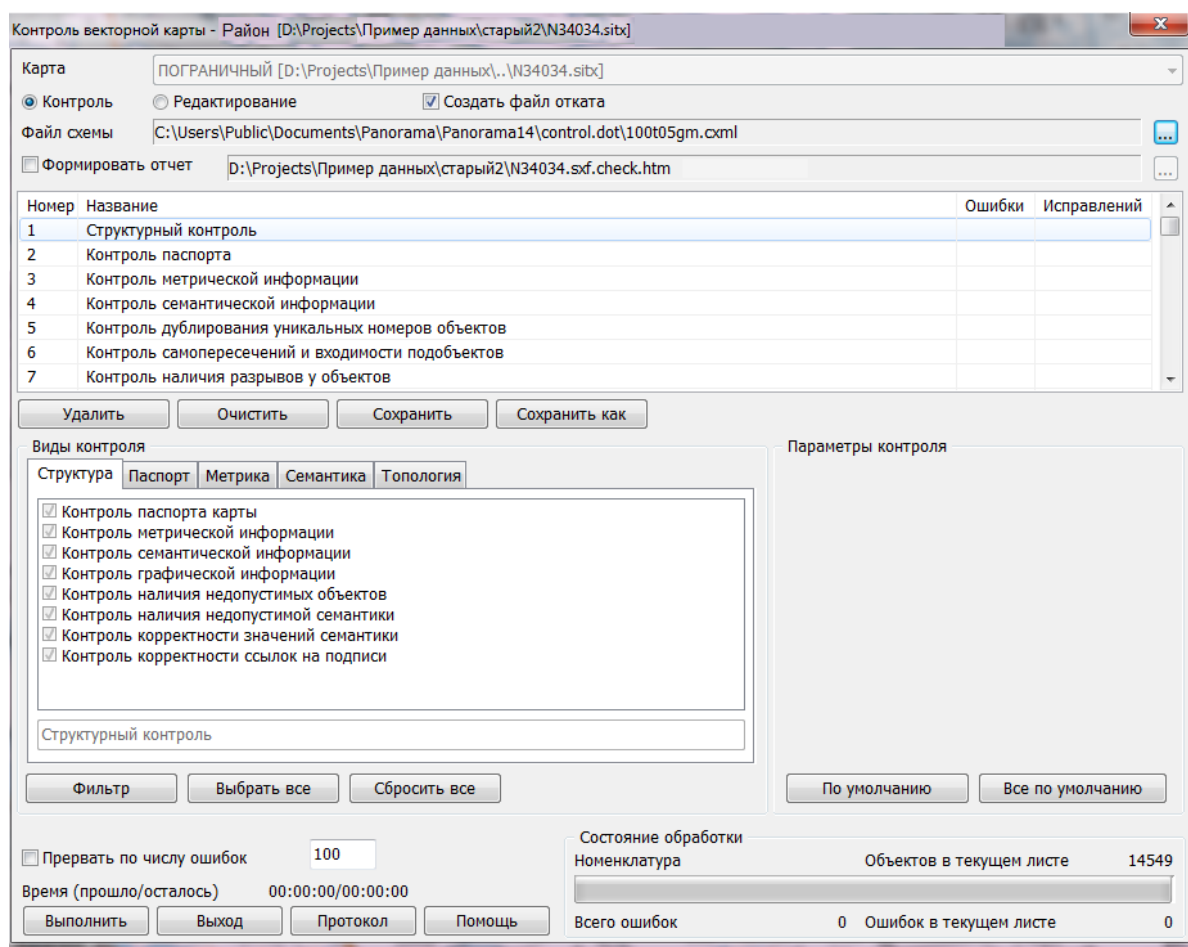 Контроль векторной карты - Район [D:\Projects\Пример данных\старый2\N34034.sitx]
Карта ПОГРАНИЧНЫЙ [D:\Projects\Пример данных\..\N34034.sitx]
Контроль Редактирование Создать файл отката
Файл схемы C:\Users\Public\Documents\Panorama\Panorama14\control.dot\100t05gm.cxml ...
Формировать отчет D:\Projects\Пример данных\старый2\N34034.sxf.check.htm ...
Номер Название Ошибки Исправлений
1 Структурный контроль
2 Контроль паспорта
3 Контроль метрической информации
4 Контроль семантической информации
5 Контроль дублирования уникальных номеров объектов
6 Контроль самопересечений и входимости подобъектов
7 Контроль наличия разрывов у объектов
Удалить Очистить Сохранить Сохранить как
Виды контроля Параметры контроля
Структура Паспорт Метрика Семантика Топология
Контроль паспорта карты
Контроль метрической информации
Контроль семантической информации
Контроль графической информации
Контроль наличия недопустимых объектов
Контроль наличия недопустимой семантики
Контроль корректности значений семантики
Контроль корректности ссылок на подписи
Структурный контроль
Фильтр Выбрать все Сбросить все По умолчанию Все по умолчанию
Прервать по числу ошибок 100
Состояние обработки
Номенклатура Объектов в текущем листе 14549
Время (прошло/осталось) 00:00:00/00:00:00
Выполнить Выход Протокол Помощь
Всего ошибок 0 Ошибок в текущем листе 0